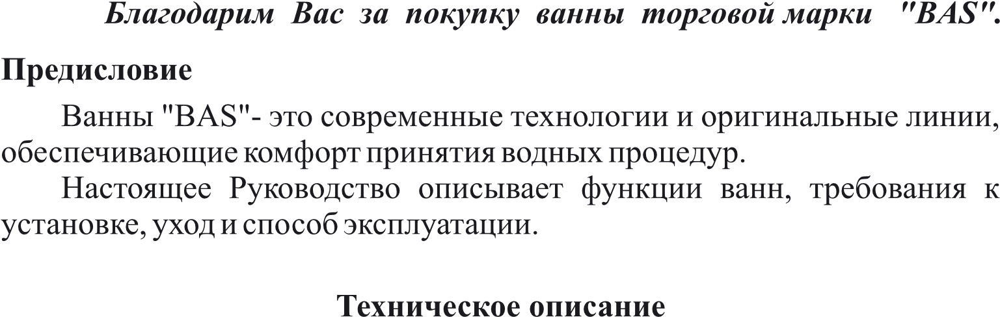 Благодарим Вас за покупку ванны торговой марки "BAS".
Предисловие
Ванны "BAS"- это современные технологии и оригинальные линии,
обеспечивающие комфорт принятия водных процедур.
Настоящее Руководство описывает функции ванн, требования к
установке, уход и способ эксплуатации.
Техническое описание